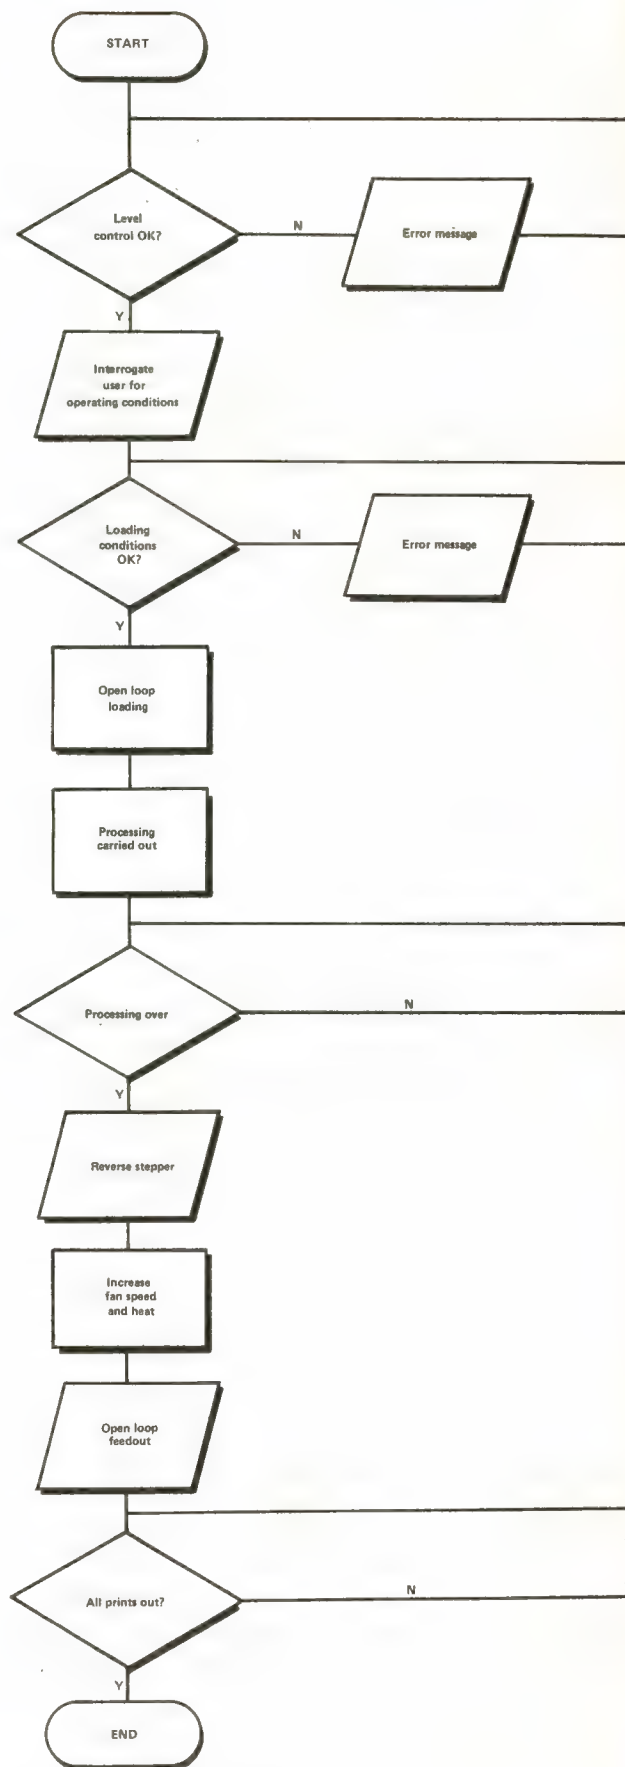 START
Level
control OK?
N
Error message
Y
Interrogate
user for
operating conditions
Loading
conditions
OK?
N
Error message
Y
Open loop
loading
Processing
carried out
Processing over
N
Y
Reverse stepper
Increase
fan speed
and heat
Open loop
feedout
All prints out?
N
Y
END